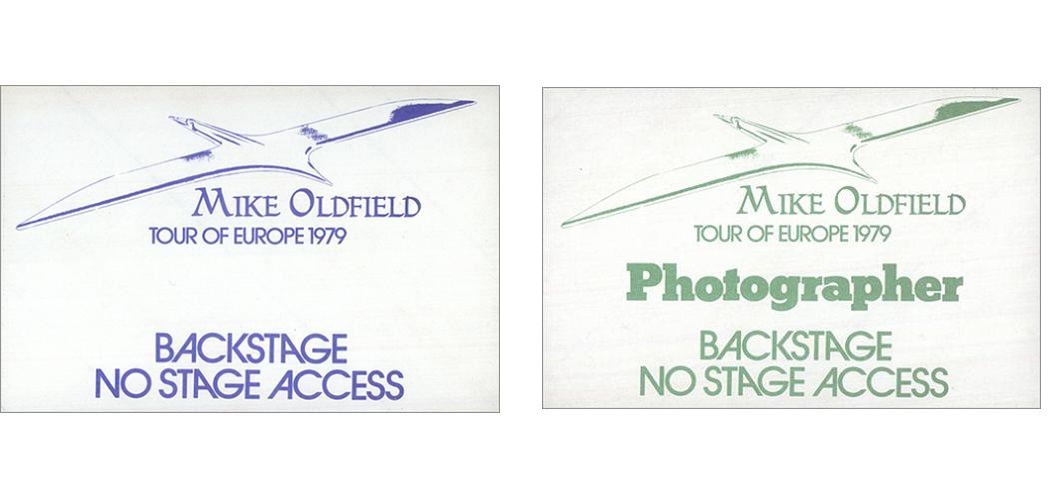 MIKE OLDFIELD
TOUR OF EUROPE 1979
BACKSTAGE
NO STAGE ACCESS
MIKE OLDFIELD
TOUR OF EUROPE 1979
Photographer
BACKSTAGE
NO STAGE ACCESS